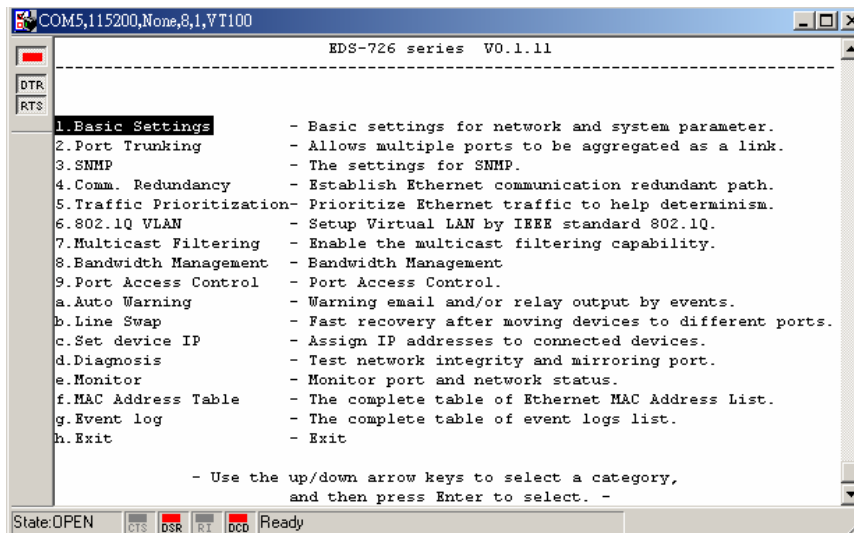 COM5,115200,None,8,1,VT100
EDS-726 series V0.1.11
--------------------------------------------------------------------------------
DTR
RTS
1.Basic Settings - Basic settings for network and system parameter.
2.Port Trunking - Allows multiple ports to be aggregated as a link.
3.SNMP - The settings for SNMP.
4.Comm. Redundancy - Establish Ethernet communication redundant path.
5.Traffic Prioritization- Prioritize Ethernet traffic to help determinism.
6.802.1Q VLAN - Setup Virtual LAN by IEEE standard 802.1Q.
7.Multicast Filtering - Enable the multicast filtering capability.
8.Bandwidth Management - Bandwidth Management
9.Port Access Control - Port Access Control.
a.Auto Warning - Warning email and/or relay output by events.
b.Line Swap - Fast recovery after moving devices to different ports.
c.Set device IP - Assign IP addresses to connected devices.
d.Diagnosis - Test network integrity and mirroring port.
e.Monitor - Monitor port and network status.
f.MAC Address Table - The complete table of Ethernet MAC Address List.
g.Event log - The complete table of event logs list.
h.Exit - Exit
- Use the up/down arrow keys to select a category,
and then press Enter to select. -
State:OPEN CTS DSR RI DCD Ready